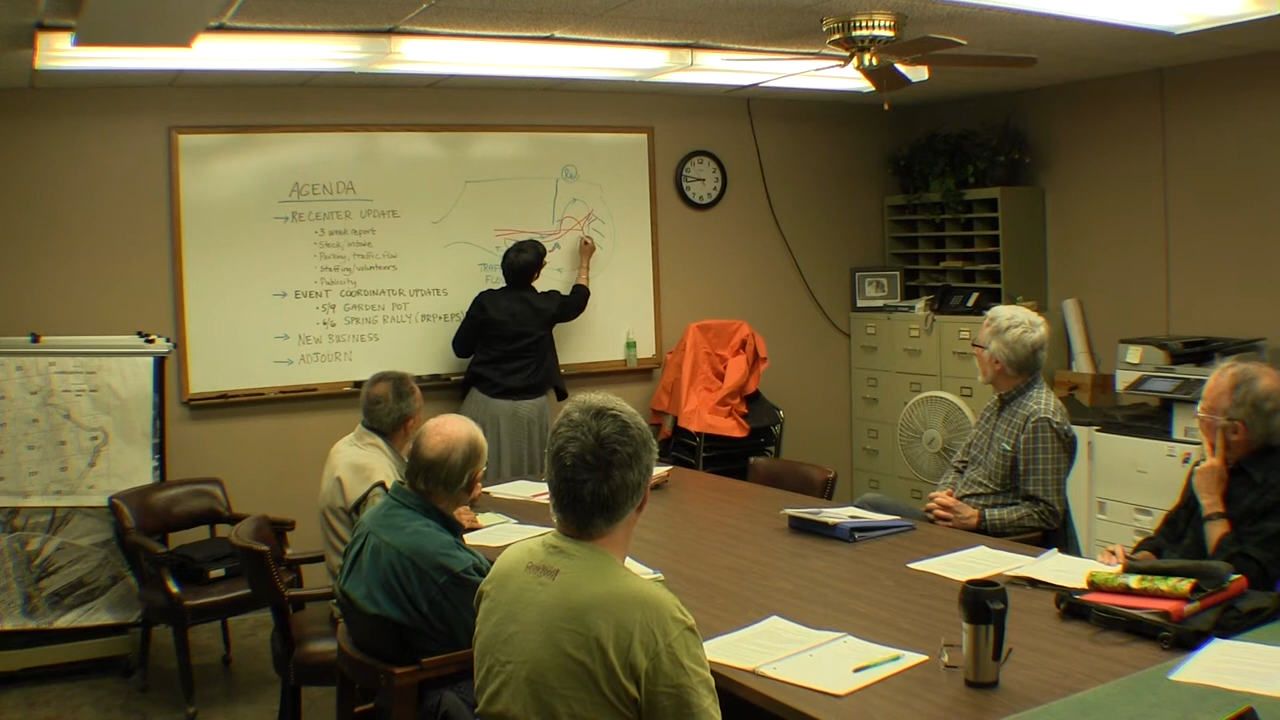 AGENDA
→ RECENTER UPDATE
• 3 week report
• Stock/intake
• Parking, traffic flow
• Staffing/volunteers
• Publicity
→ EVENT COORDINATOR UPDATES
• 5/9 GARDEN POT
• 6/6 SPRING RALLY (BRP+EPS)
→ NEW BUSINESS
→ ADJOURN